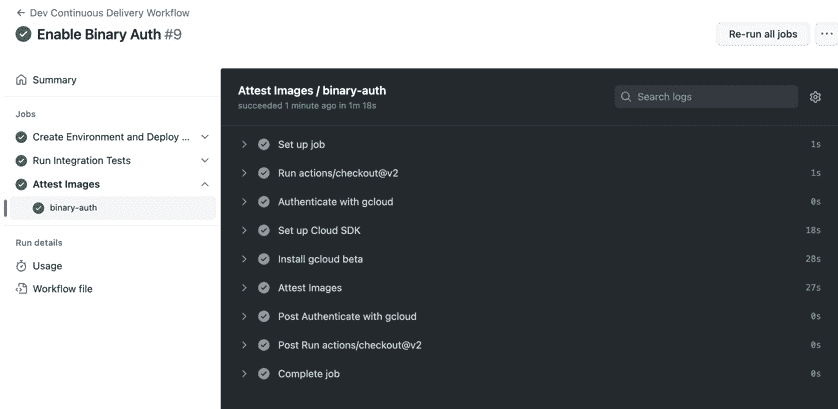 ← Dev Continuous Delivery Workflow
Enable Binary Auth #9
Re-run all jobs
...
Summary
Jobs
Create Environment and Deploy ...
Run Integration Tests
Attest Images
binary-auth
Run details
Usage
Workflow file
Attest Images / binary-auth
succeeded 1 minute ago in 1m 18s
Search logs
Set up job 1s
Run actions/checkout@v2 1s
Authenticate with gcloud 0s
Set up Cloud SDK 18s
Install gcloud beta 28s
Attest Images 27s
Post Authenticate with gcloud 0s
Post Run actions/checkout@v2 0s
Complete job 0s